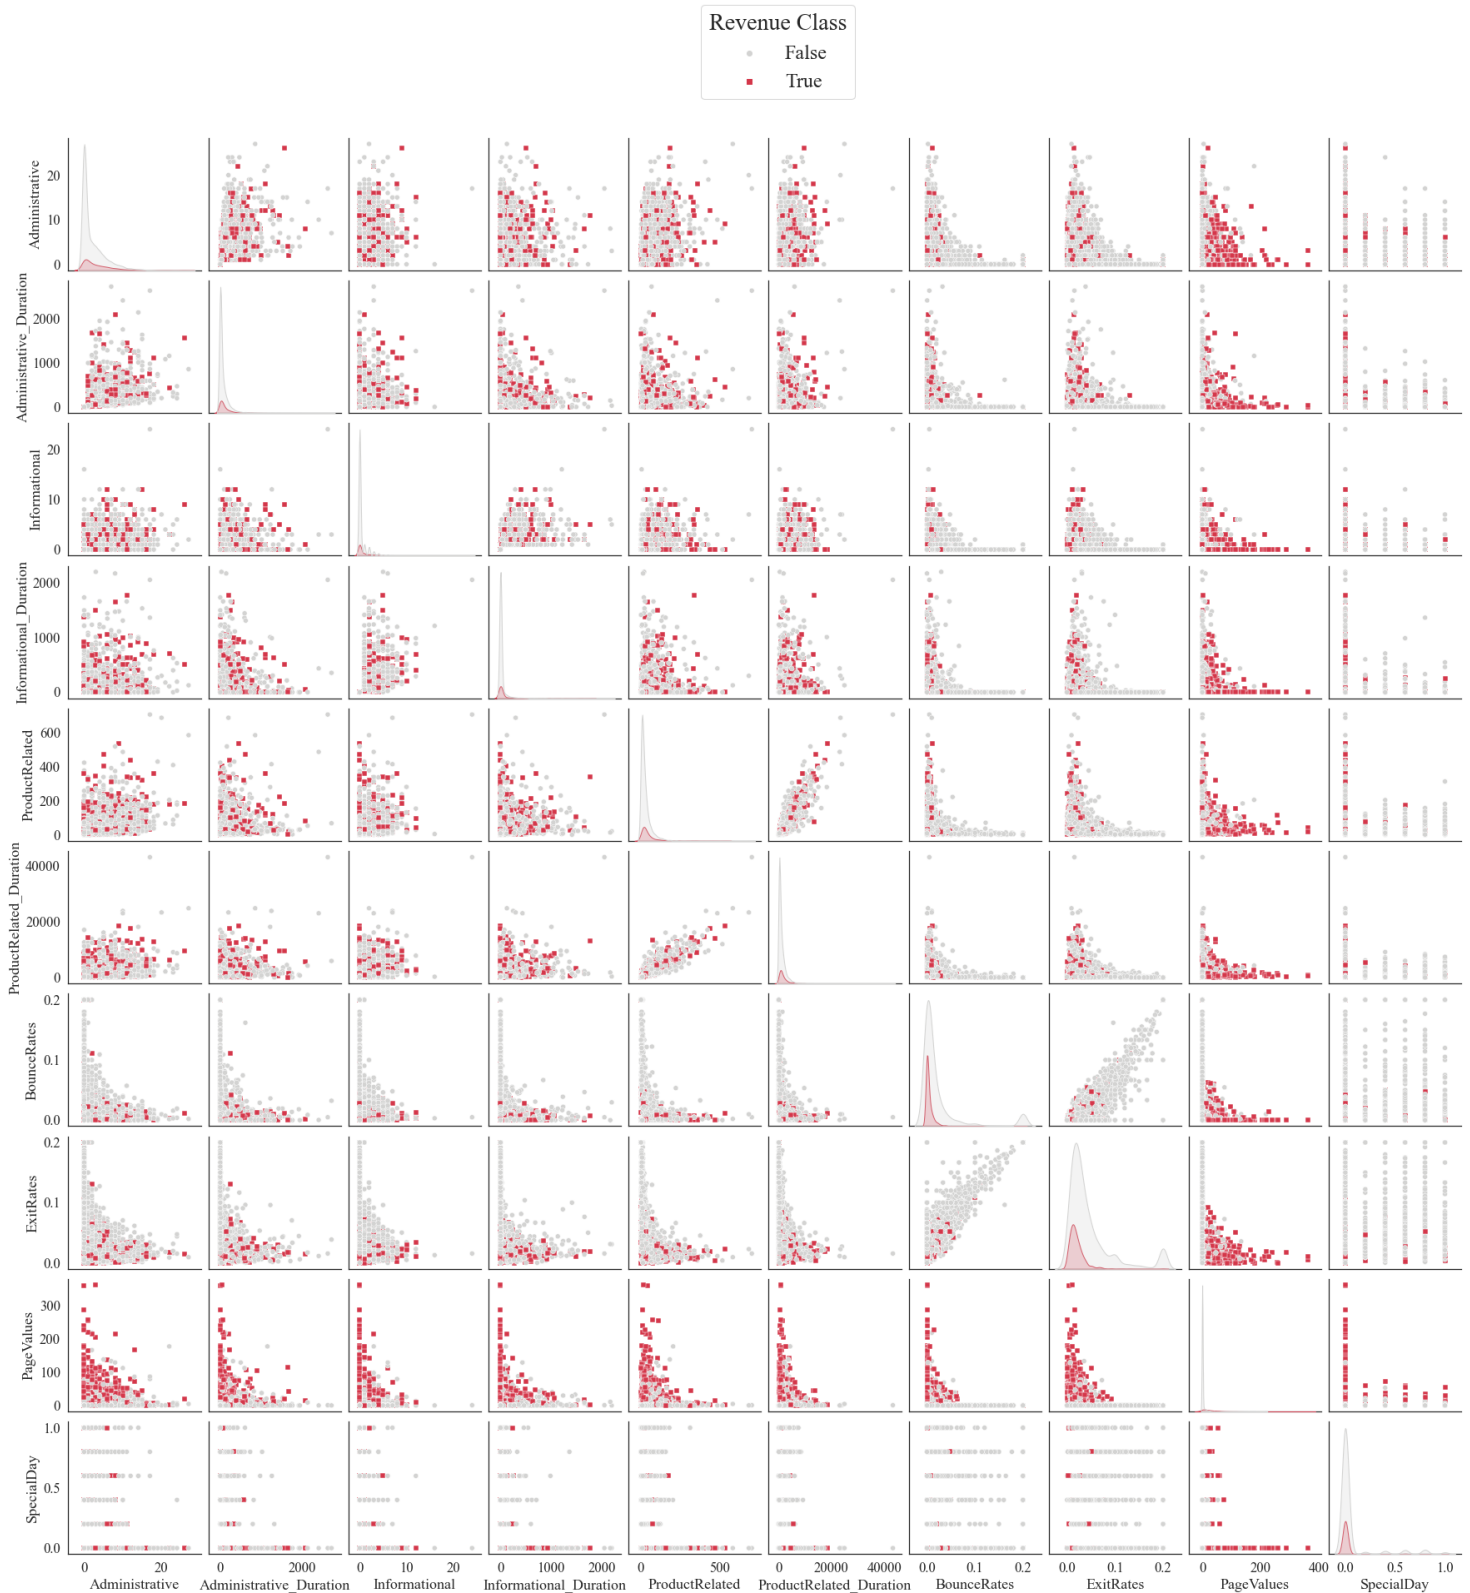 Revenue Class
False
True
Administrative
20
10
0
Administrative_Duration
2000
1000
0
Informational
20
10
0
Informational_Duration
2000
1000
0
ProductRelated
600
400
200
0
ProductRelated_Duration
40000
20000
0
BounceRates
0.2
0.1
0.0
ExitRates
0.2
0.1
0.0
PageValues
300
200
100
0
SpecialDay
1.0
0.5
0.0
0 20 0 2000 0 10 20 0 1000 2000 0 500 0 20000 40000 0.0 0.1 0.2 0.0 0.1 0.2 0 200 400 0.0 0.5 1.0
Administrative Administrative_Duration Informational Informational_Duration ProductRelated ProductRelated_Duration BounceRates ExitRates PageValues SpecialDay